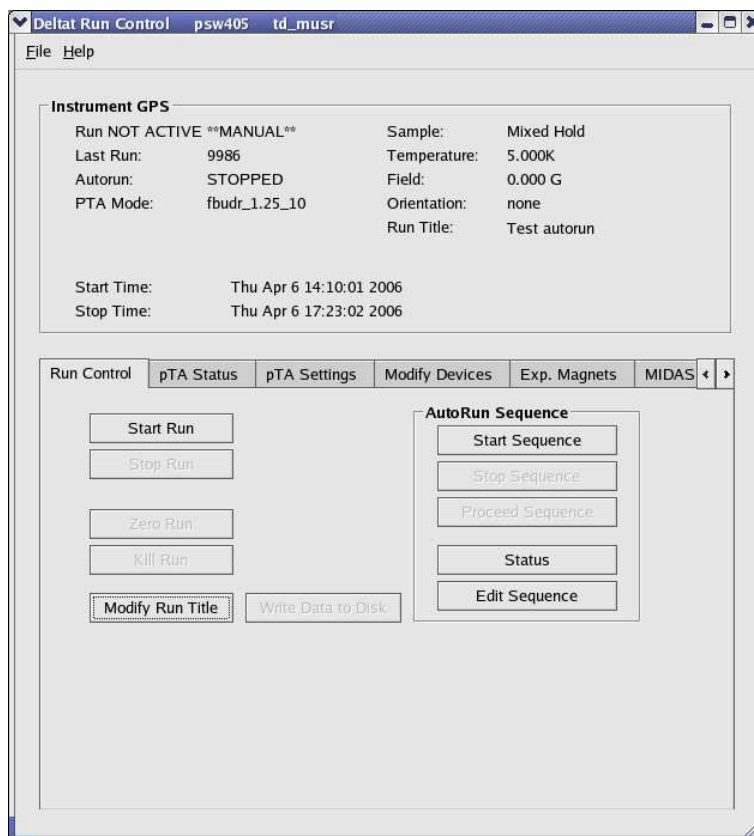 Deltat Run Control psw405 td_musr
File Help
Instrument GPS
Run NOT ACTIVE **MANUAL**
Last Run: 9986
Autorun: STOPPED
PTA Mode: fbudr_1.25_10
Sample: Mixed Hold
Temperature: 5.000K
Field: 0.000 G
Orientation: none
Run Title: Test autorun
Start Time: Thu Apr 6 14:10:01 2006
Stop Time: Thu Apr 6 17:23:02 2006
Run Control pTA Status pTA Settings Modify Devices Exp. Magnets MIDAS
Start Run
Stop Run
Zero Run
Kill Run
Modify Run Title Write Data to Disk
AutoRun Sequence
Start Sequence
Stop Sequence
Proceed Sequence
Status
Edit Sequence